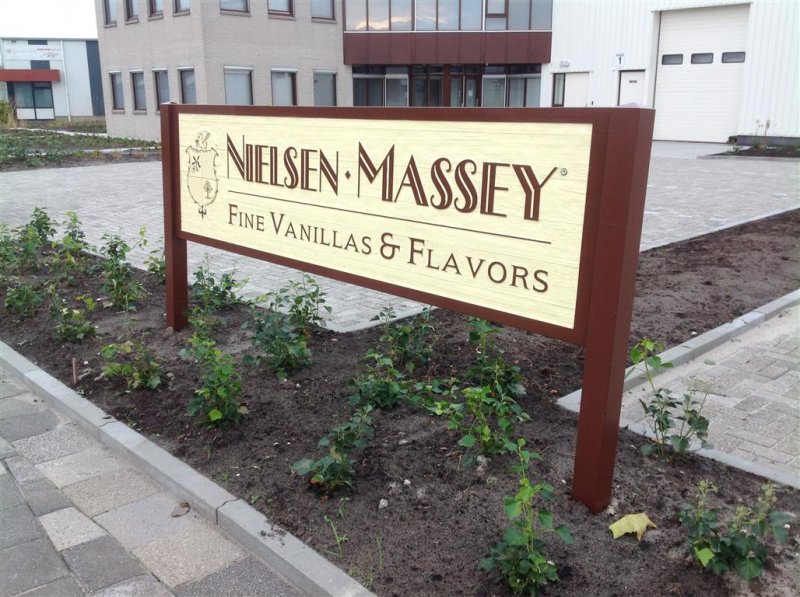 NIELSEN·MASSEY®
FINE VANILLAS & FLAVORS